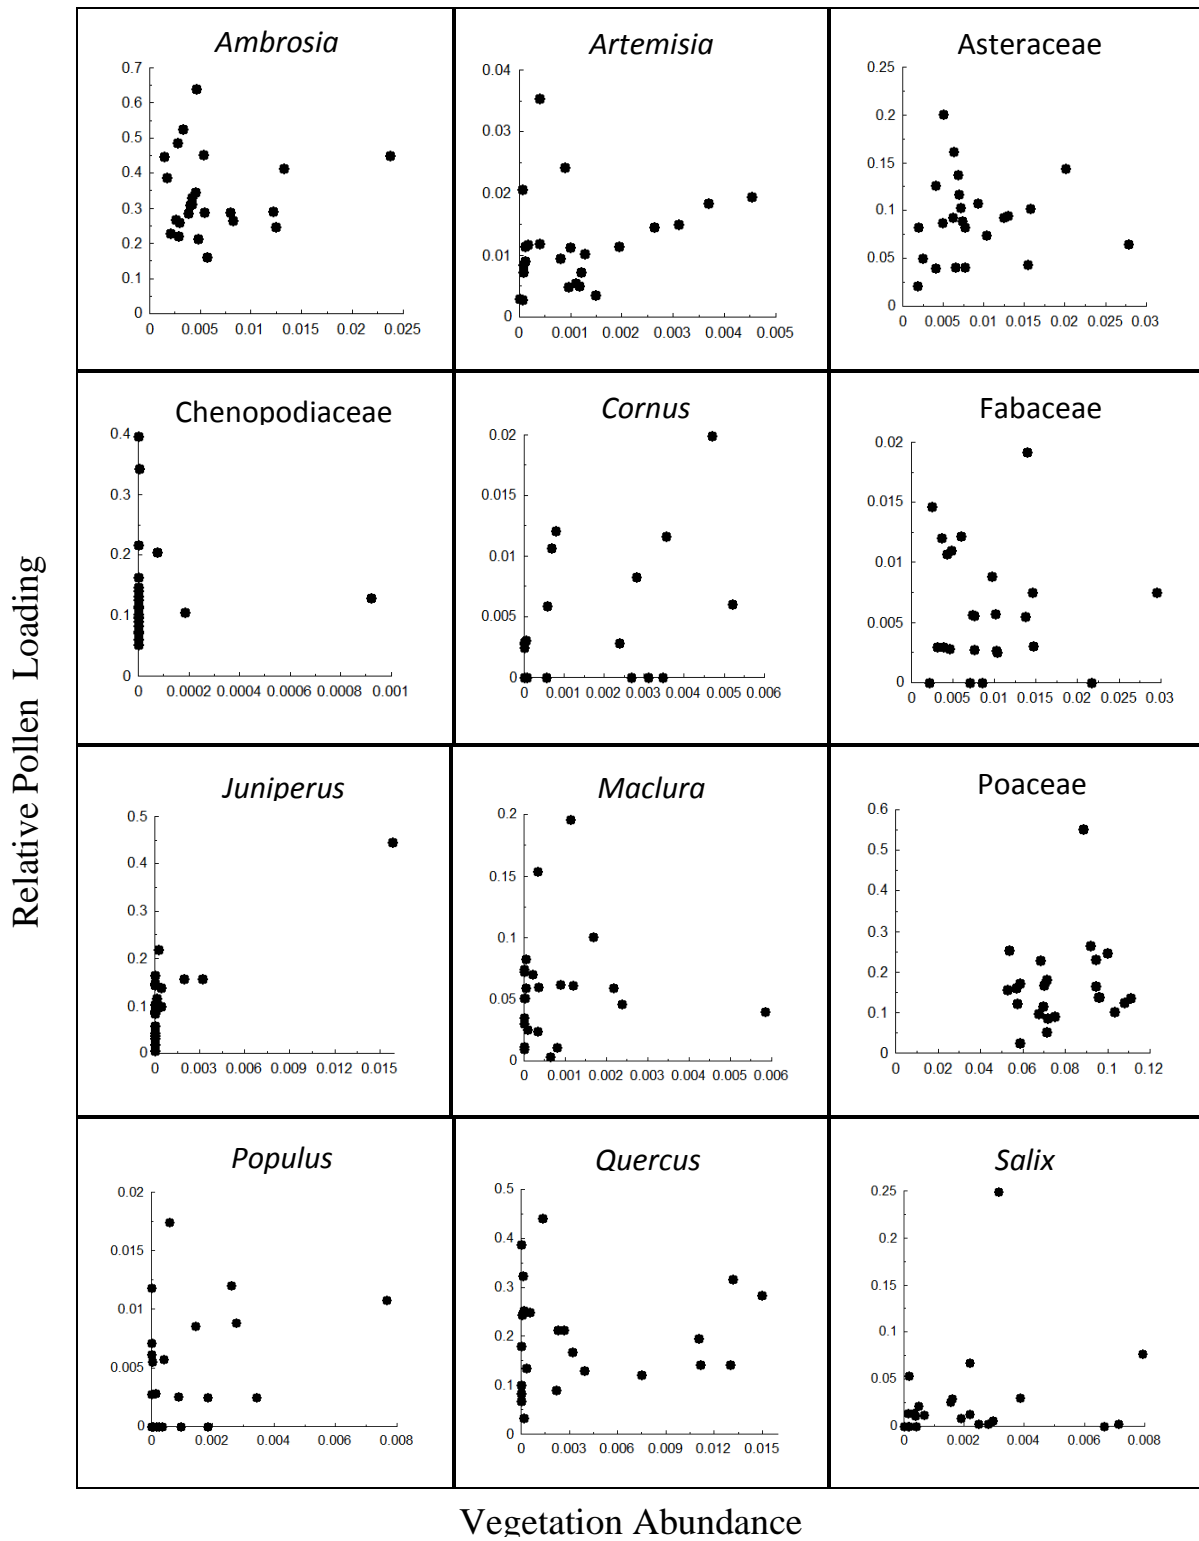 Relative Pollen Loading
Ambrosia
0.7
0.6
0.5
0.4
0.3
0.2
0.1
0
0 0.005 0.01 0.015 0.02 0.025
Artemisia
0.04
0.03
0.02
0.01
0
0 0.001 0.002 0.003 0.004 0.005
Asteraceae
0.25
0.2
0.15
0.1
0.05
0
0 0.005 0.01 0.015 0.02 0.025 0.03
Chenopodiaceae
0.4
0.3
0.2
0.1
0
0 0.0002 0.0004 0.0006 0.0008 0.001
Cornus
0.02
0.015
0.01
0.005
0
0 0.001 0.002 0.003 0.004 0.005 0.006
Fabaceae
0.02
0.015
0.01
0.005
0
0 0.005 0.01 0.015 0.02 0.025 0.03
Juniperus
0.5
0.4
0.3
0.2
0.1
0
0 0.003 0.006 0.009 0.012 0.015
Maclura
0.2
0.15
0.1
0.05
0
0 0.001 0.002 0.003 0.004 0.005 0.006
Poaceae
0.6
0.5
0.4
0.3
0.2
0.1
0
0 0.02 0.04 0.06 0.08 0.1 0.12
Populus
0.02
0.015
0.01
0.005
0
0 0.002 0.004 0.006 0.008
Quercus
0.5
0.4
0.3
0.2
0.1
0
0 0.003 0.006 0.009 0.012 0.015
Salix
0.25
0.2
0.15
0.1
0.05
0
0 0.002 0.004 0.006 0.008
Vegetation Abundance